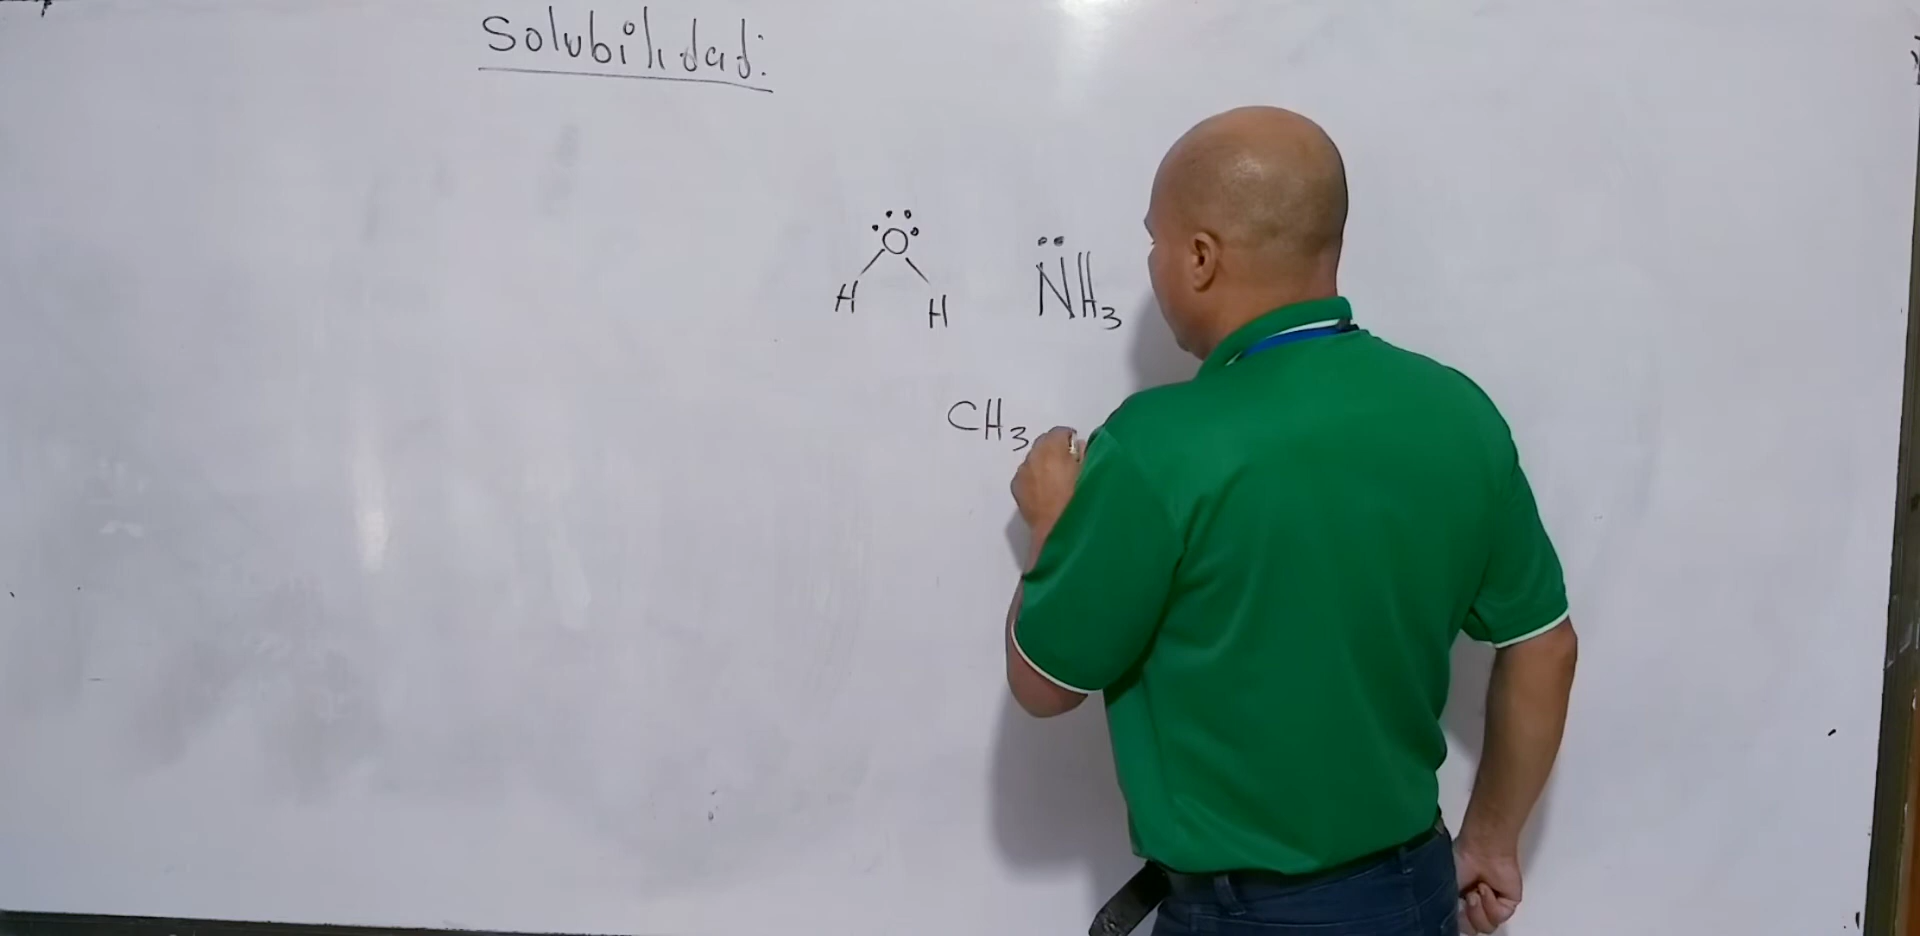 Solubilidad:
O
H H
NH3
CH3